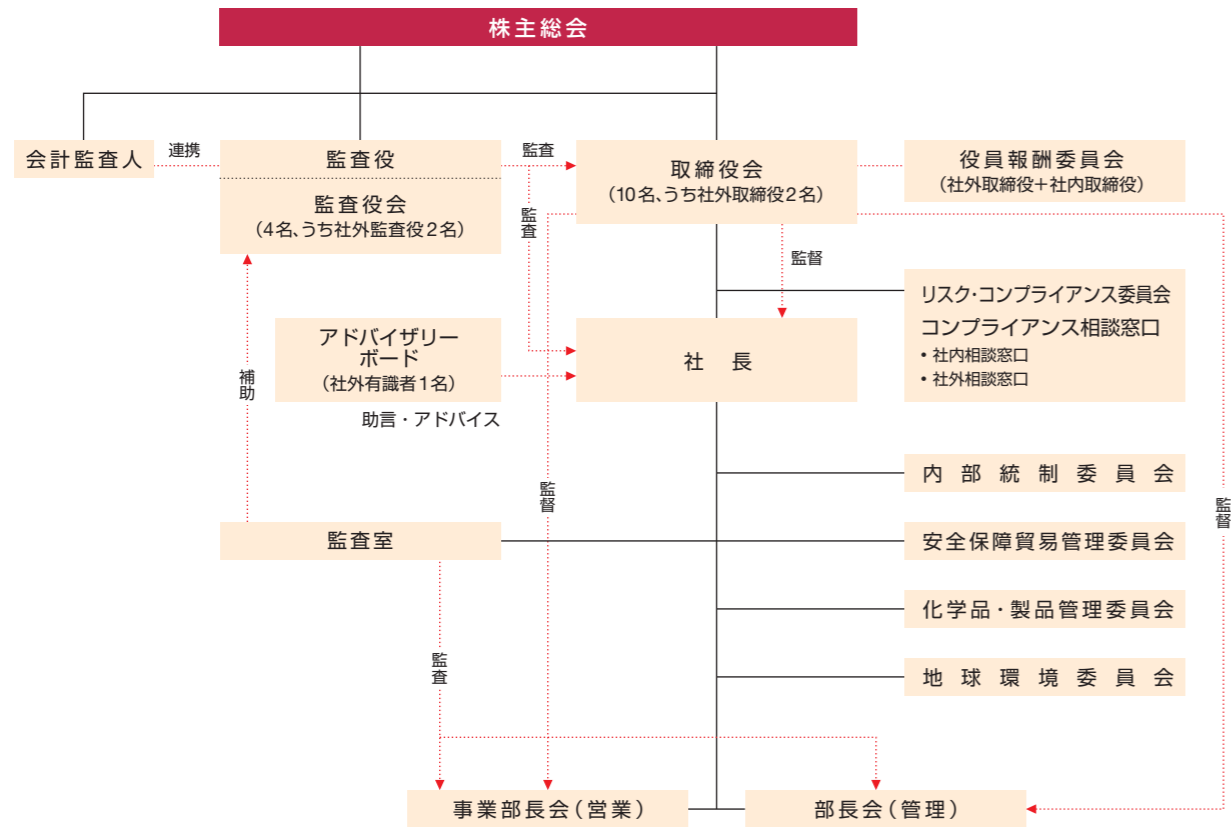 株主総会
会計監査人
連携
監査役
監査
取締役会
(10名、うち社外取締役2名)
役員報酬委員会
(社外取締役+社内取締役)
監査役会
(4名、うち社外監査役2名)
監査
監督
リスク・コンプライアンス委員会
コンプライアンス相談窓口
• 社内相談窓口
• 社外相談窓口
アドバイザリー
ボード
(社外有識者1名)
社長
補助
助言・アドバイス
監督
内部統制委員会
監督
監査室
安全保障貿易管理委員会
化学品・製品管理委員会
監査
地球環境委員会
事業部長会(営業)
部長会(管理)